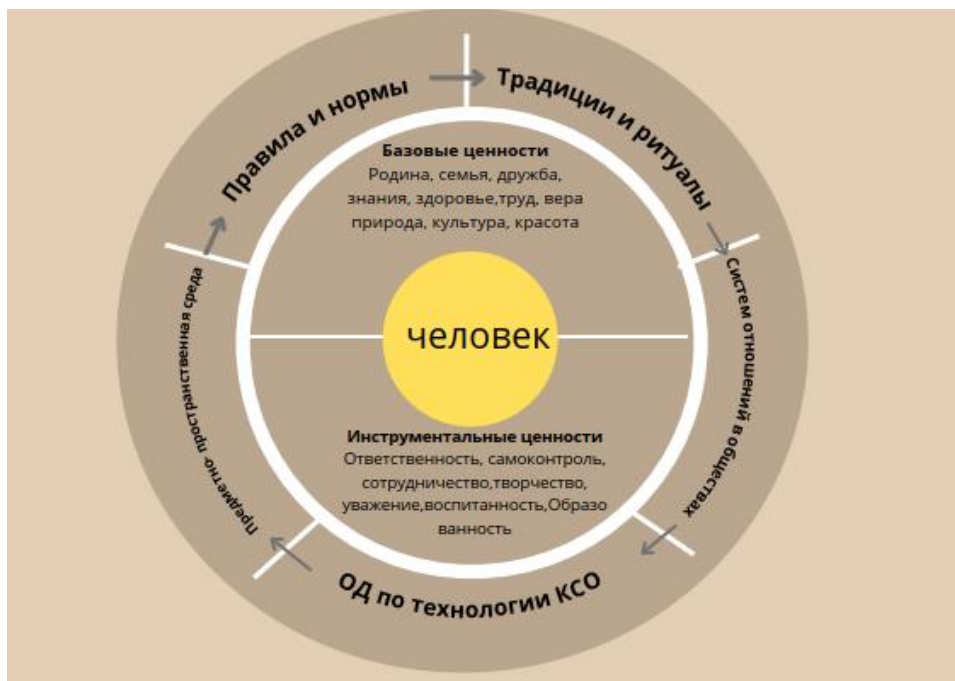 Правила и нормы
Традиции и ритуалы
Систем отношений в обществах
ОД по технологии КСО
Предметно- пространственная среда
Базовые ценности
Родина, семья, дружба,
знания, здоровье,труд, вера
природа, культура, красота
человек
Инструментальные ценности
Ответственность, самоконтроль,
сотрудничество,творчество,
уважение,воспитанность,Образо
ванность